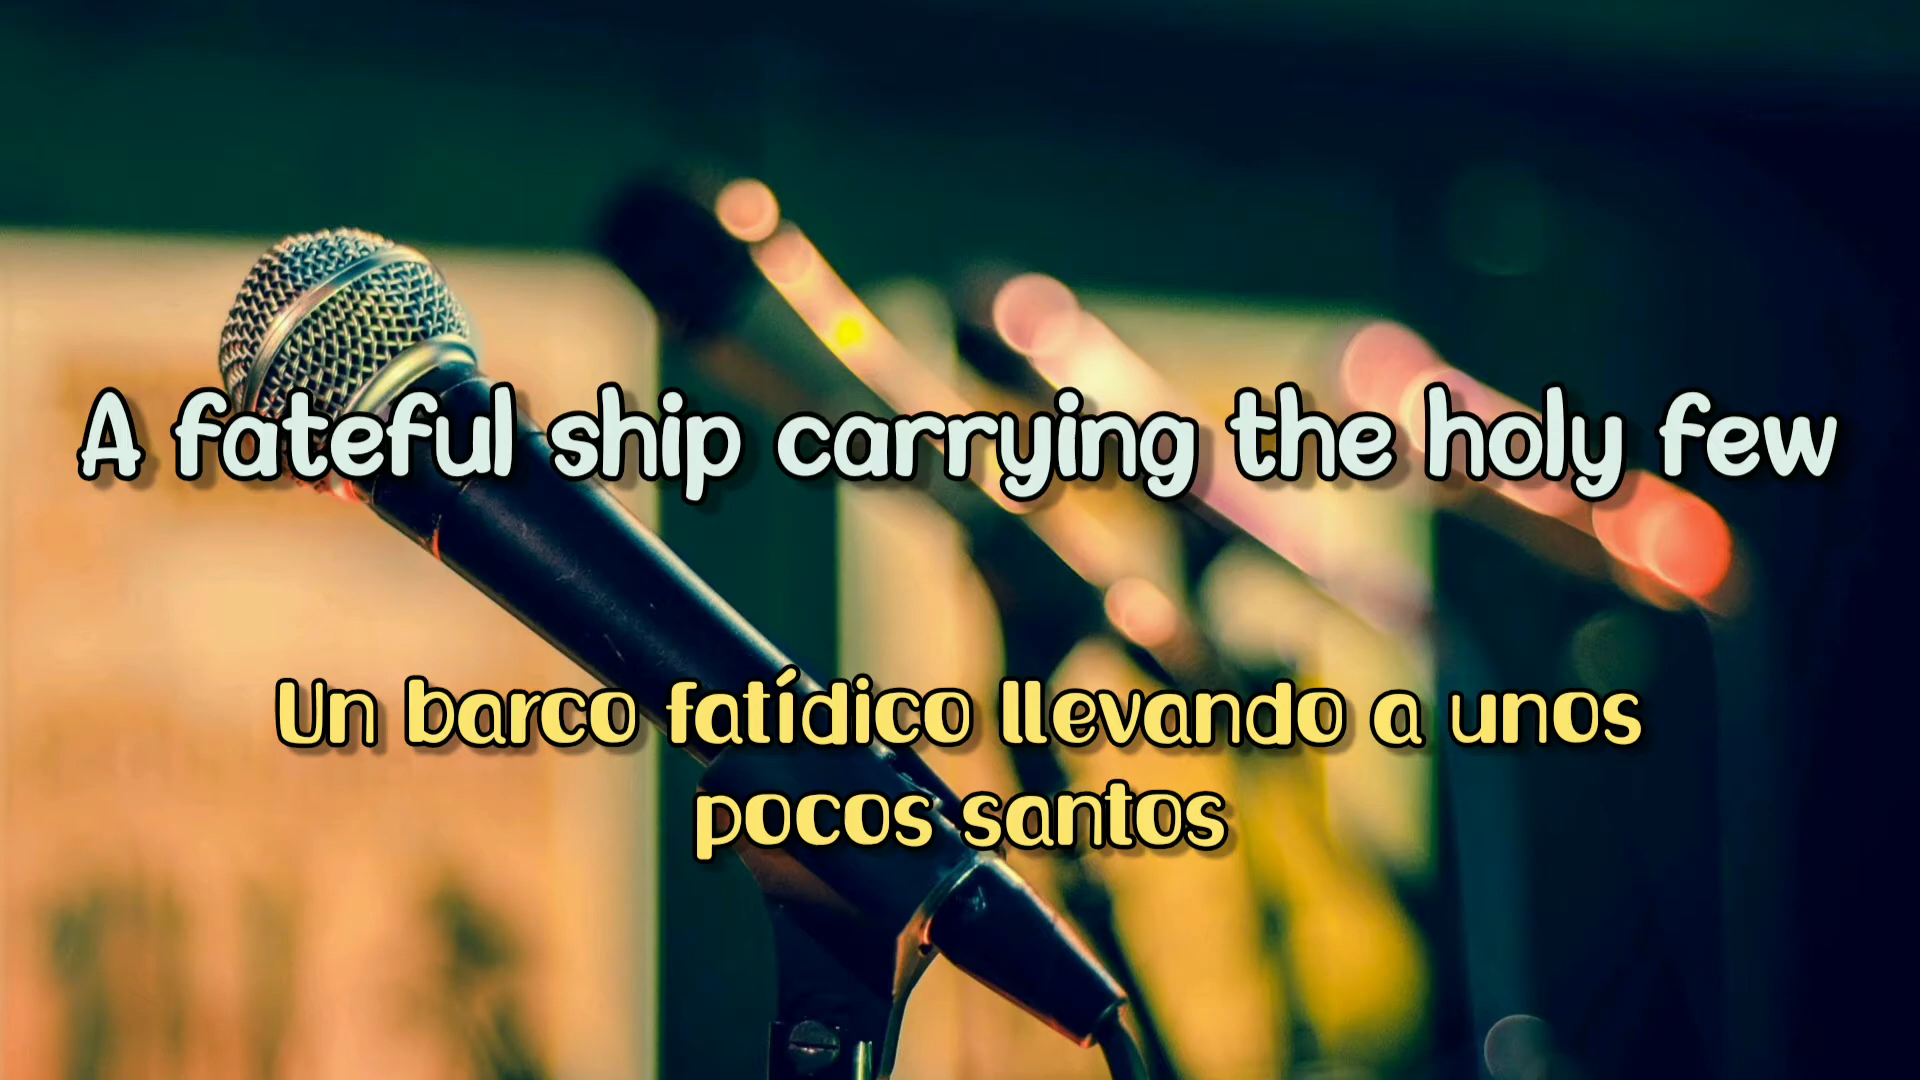 A fateful ship carrying the holy few
Un barco fatídico llevando a unos
pocos santos